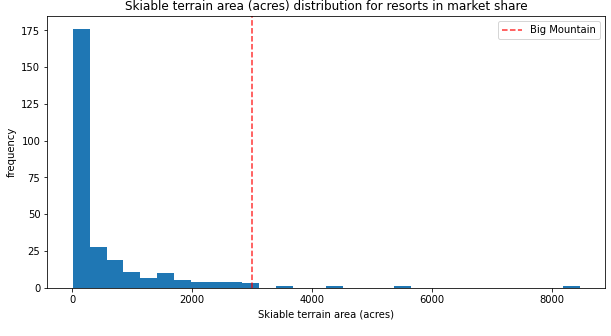 Skiable terrain area (acres) distribution for resorts in market share
Big Mountain
frequency
175
150
125
100
75
50
25
0
0 2000 4000 6000 8000
Skiable terrain area (acres)